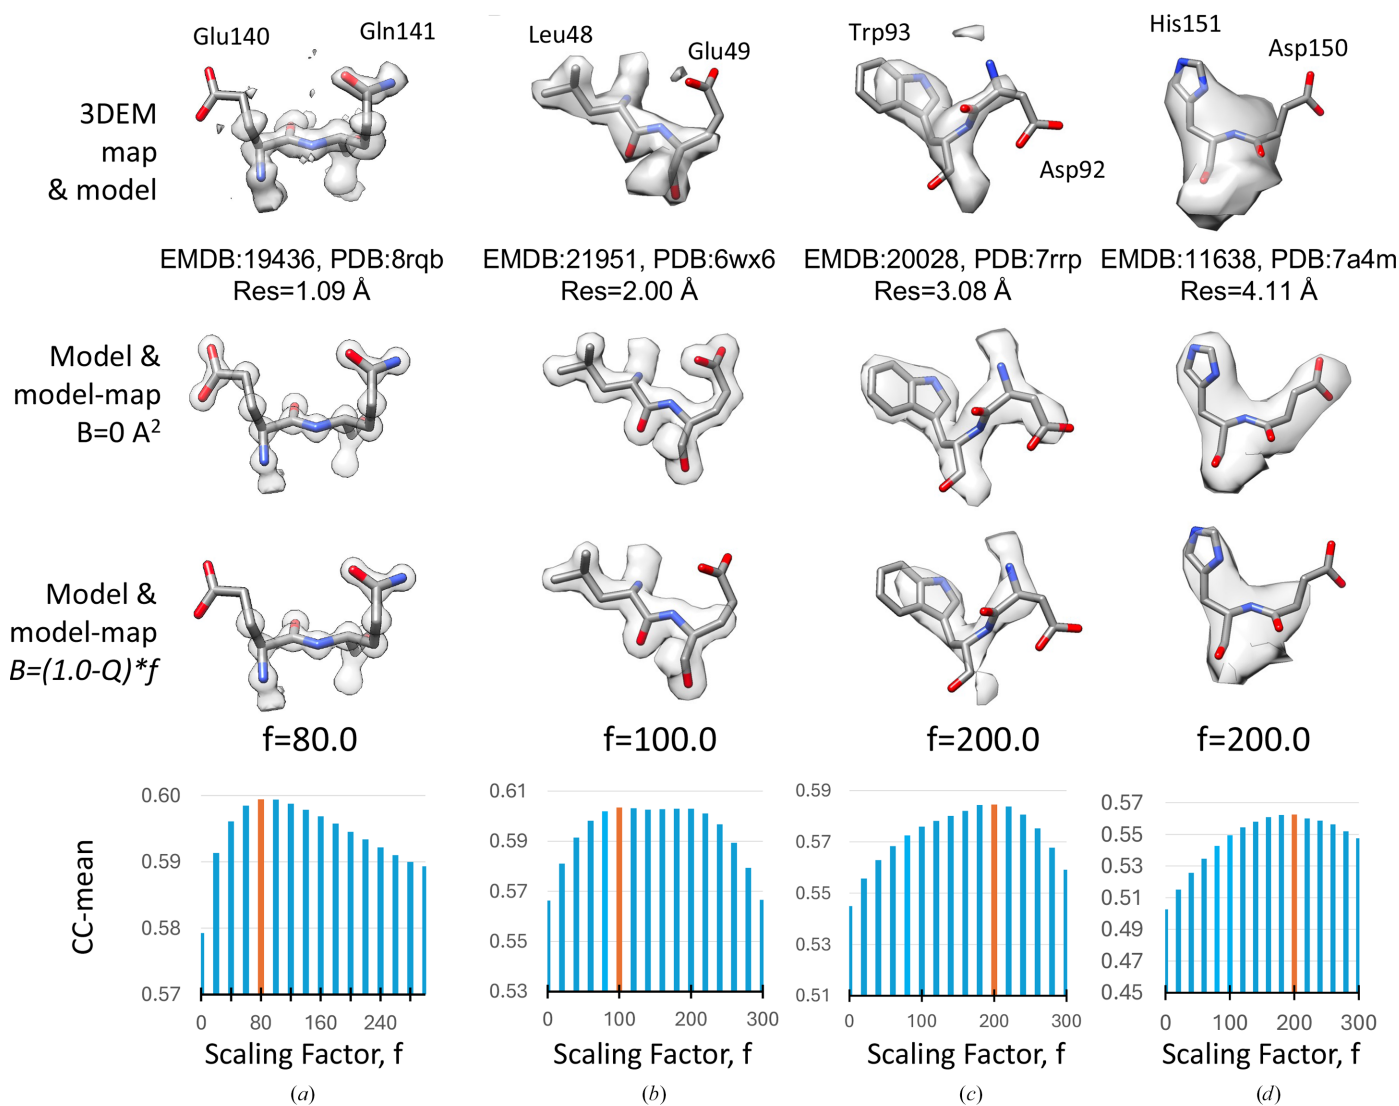 Glu140
Gln141
Leu48
Glu49
Trp93
Asp92
His151
Asp150
3DEM
map
& model
EMDB:19436, PDB:8rqb
Res=1.09 Å
EMDB:21951, PDB:6wx6
Res=2.00 Å
EMDB:20028, PDB:7rrp
Res=3.08 Å
EMDB:11638, PDB:7a4m
Res=4.11 Å
Model &
model-map
B=0 A²
Model &
model-map
B=(1.0-Q)*f
f=80.0
f=100.0
f=200.0
f=200.0
CC-mean
0.60
0.59
0.58
0.57
0
80
160
240
Scaling Factor, f
(a)
0.61
0.59
0.57
0.55
0.53
0
100
200
300
Scaling Factor, f
(b)
0.59
0.57
0.55
0.53
0.51
0
100
200
300
Scaling Factor, f
(c)
0.57
0.55
0.53
0.51
0.49
0.47
0.45
0
100
200
300
Scaling Factor, f
(d)